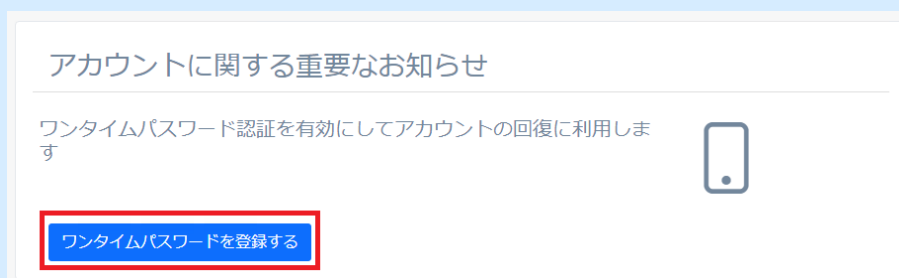 アカウントに関する重要なお知らせ
ワンタイムパスワード認証を有効にしてアカウントの回復に利用しま
す
ワンタイムパスワードを登録する